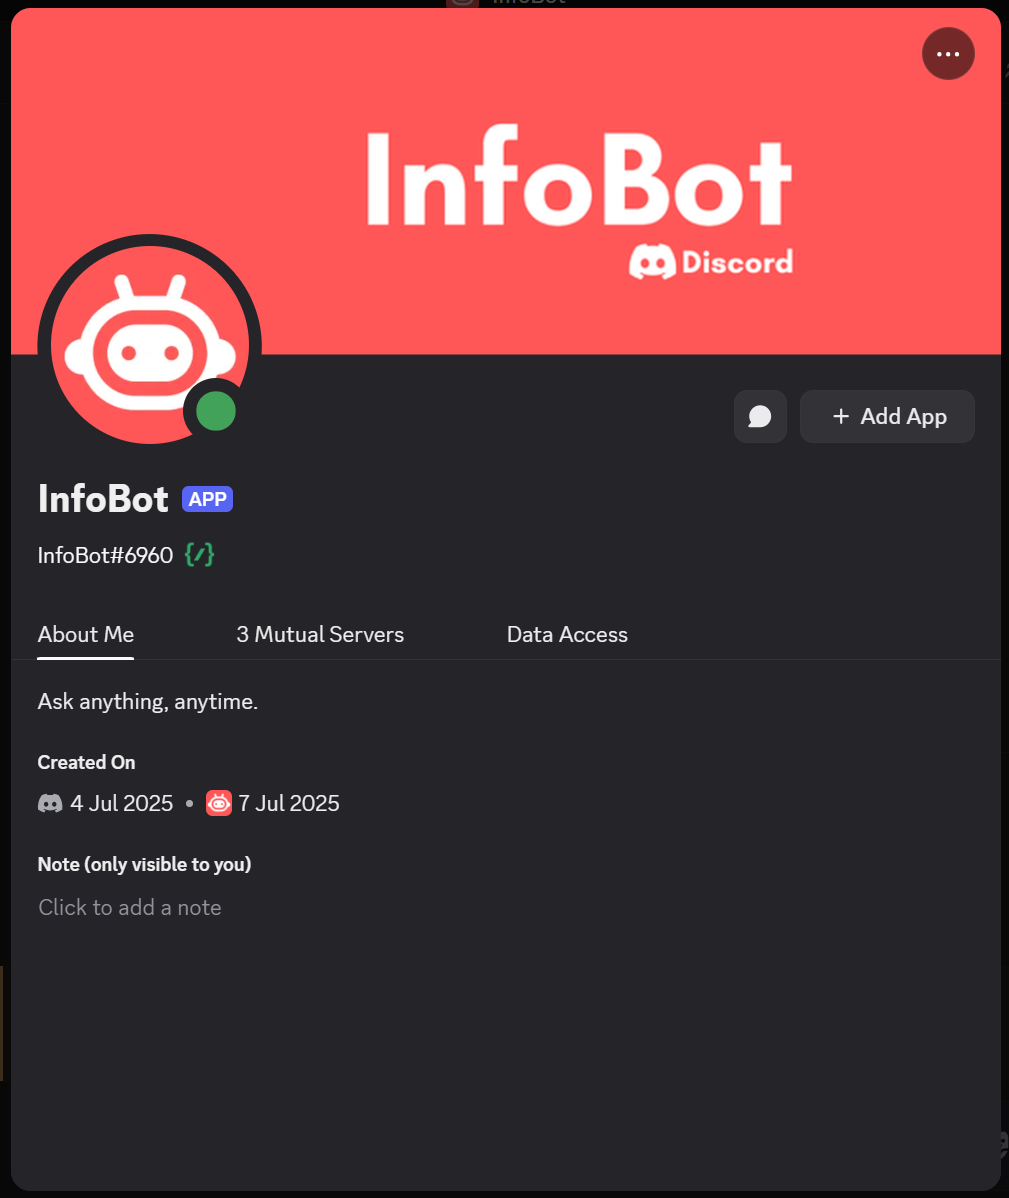 InfoBot
Discord
+ Add App
InfoBot APP
InfoBot#6960
About Me 3 Mutual Servers Data Access
Ask anything, anytime.
Created On
4 Jul 2025 • 7 Jul 2025
Note (only visible to you)
Click to add a note